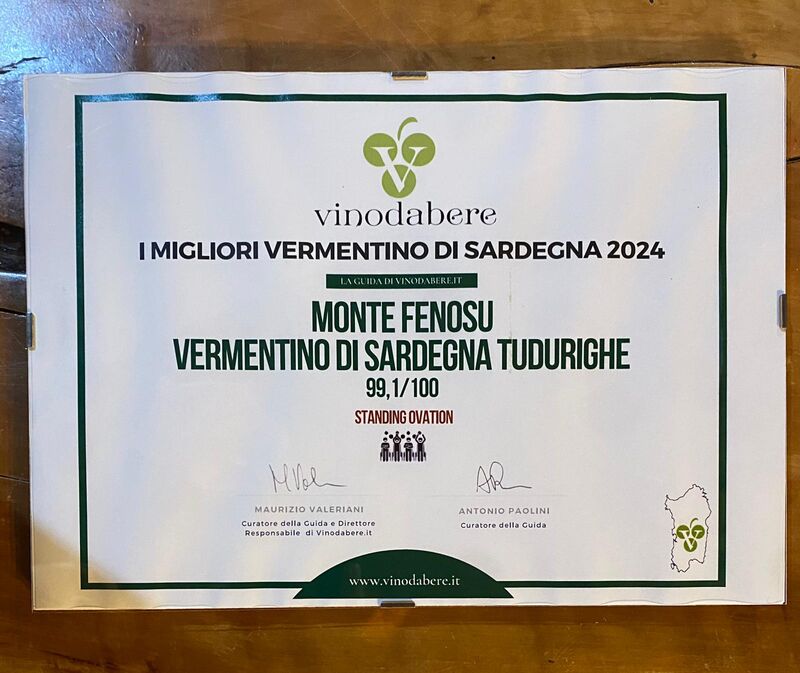 vinodabere
I MIGLIORI VERMENTINO DI SARDEGNA 2024
LA GUIDA DI VINODABERE.IT
MONTE FENOSU
VERMENTINO DI SARDEGNA TUDURIGHE
99,1/100
STANDING OVATION
MAURIZIO VALERIANI
Curatore della Guida e Direttore
Responsabile di Vinodabere.it
ANTONIO PAOLINI
Curatore della Guida
www.vinodabere.it